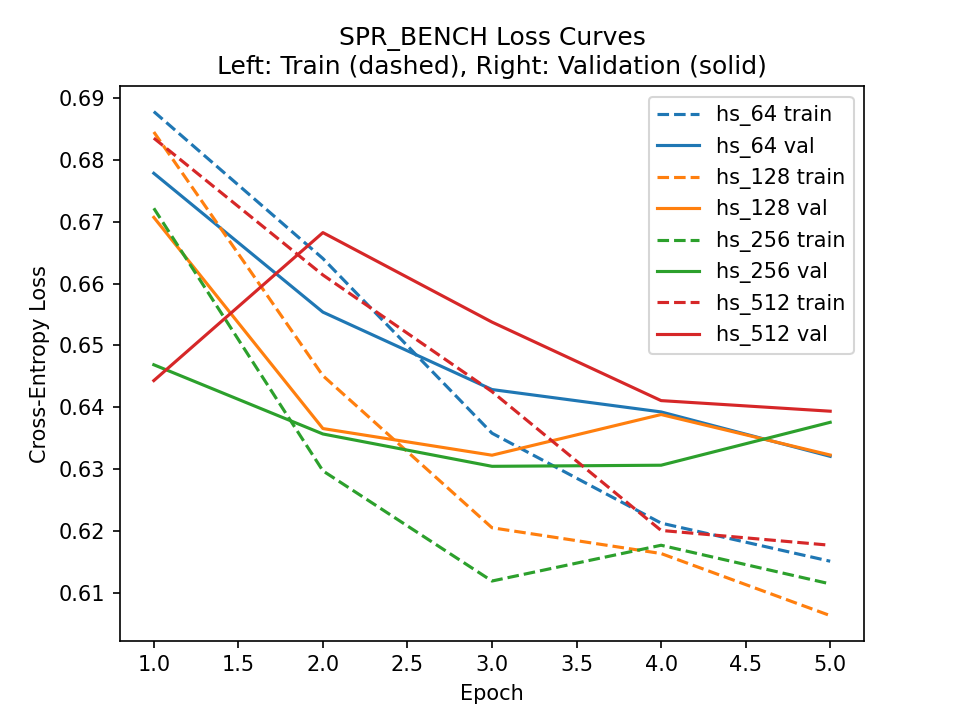 SPR_BENCH Loss Curves
Left: Train (dashed), Right: Validation (solid)
Cross-Entropy Loss
0.69
0.68
0.67
0.66
0.65
0.64
0.63
0.62
0.61
hs_64 train
hs_64 val
hs_128 train
hs_128 val
hs_256 train
hs_256 val
hs_512 train
hs_512 val
1.0 1.5 2.0 2.5 3.0 3.5 4.0 4.5 5.0
Epoch